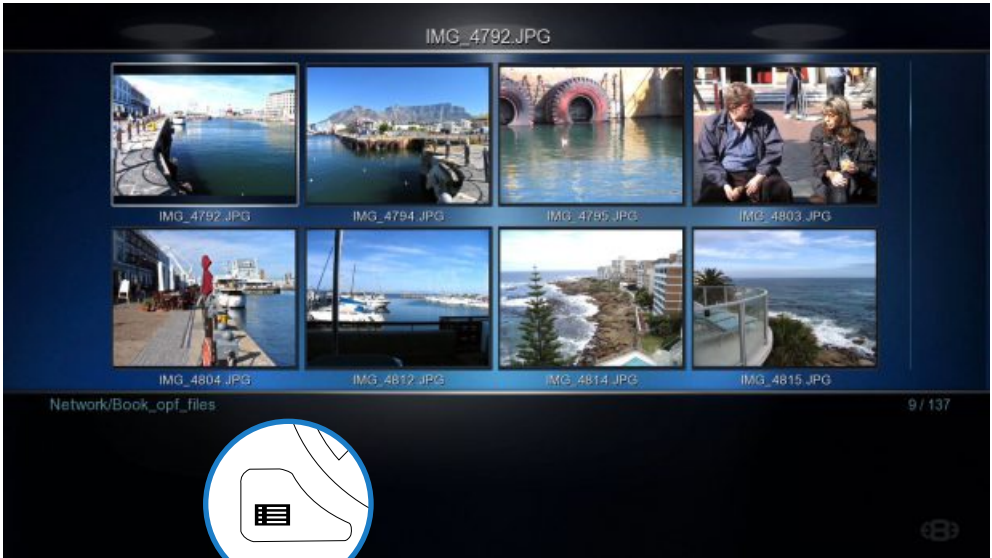 IMG_4792.JPG
IMG_4792.JPG IMG_4794.JPG IMG_4795.JPG IMG_4803.JPG
IMG_4804.JPG IMG_4812.JPG IMG_4814.JPG IMG_4815.JPG
Network/Book_opf_files 9 / 137